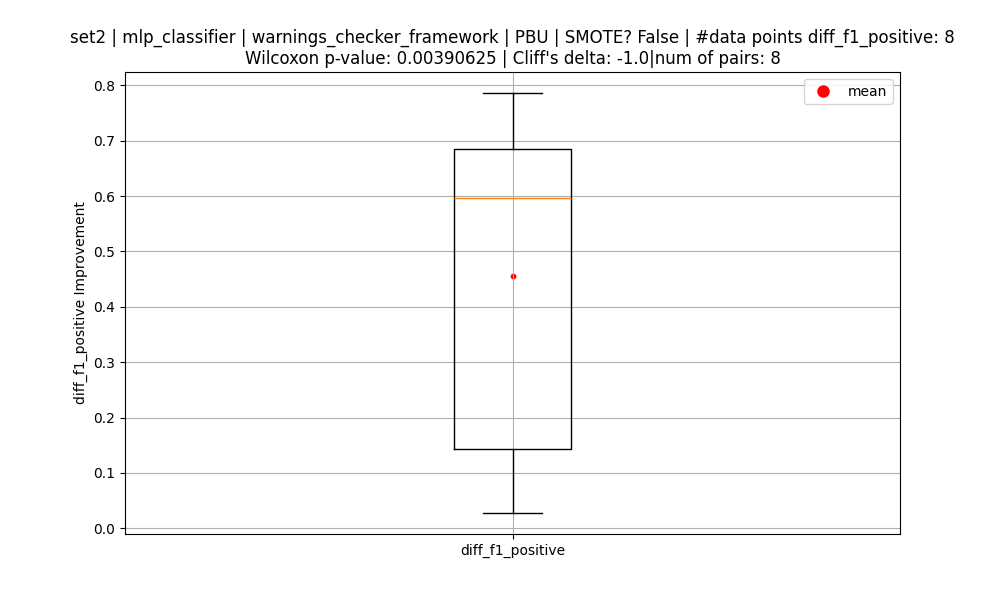 set2 | mlp_classifier | warnings_checker_framework | PBU | SMOTE? False | #data points diff_f1_positive: 8
Wilcoxon p-value: 0.00390625 | Cliff's delta: -1.0|num of pairs: 8
mean
0.8
0.7
0.6
0.5
0.4
0.3
0.2
0.1
0.0
diff_f1_positive Improvement
diff_f1_positive